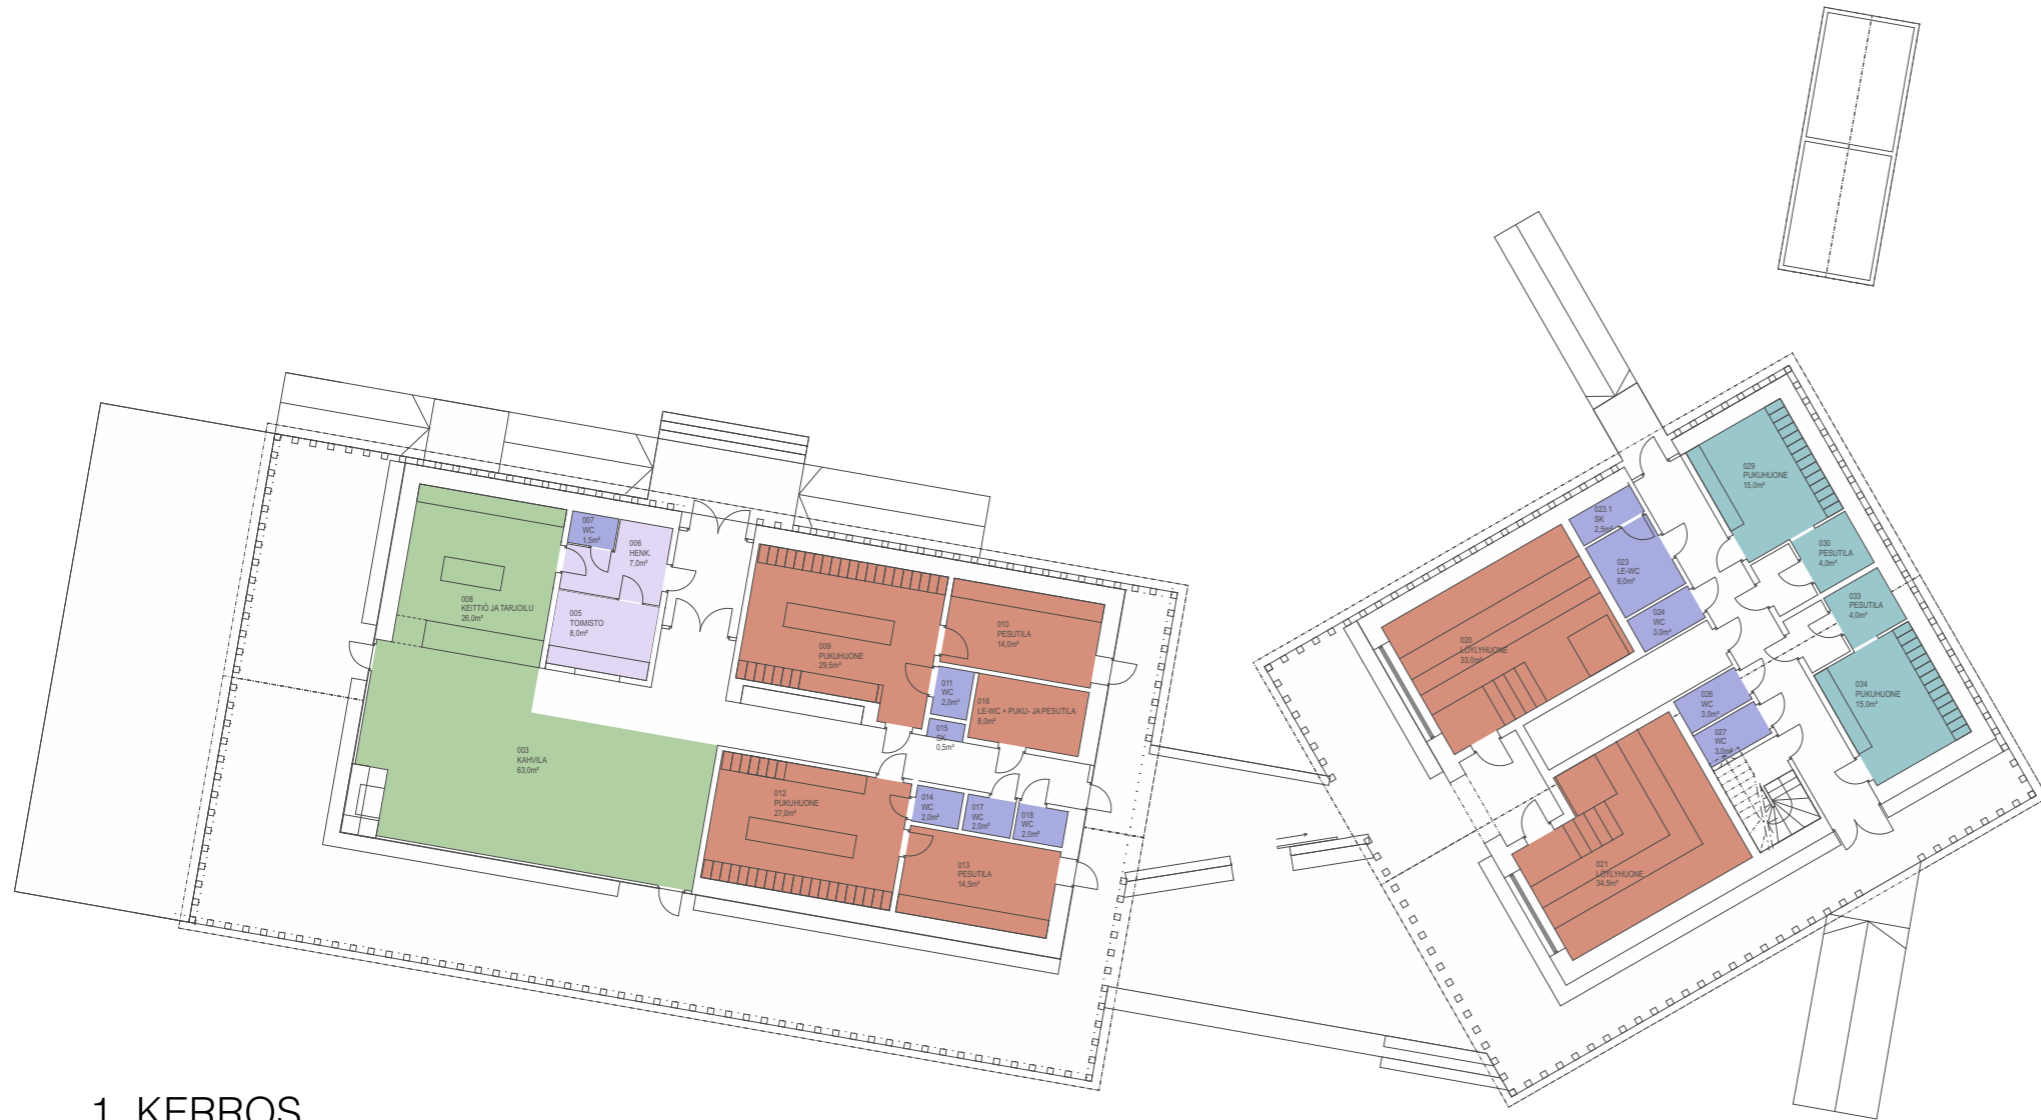 007
WC
1,5m²
006
HENK.
7,0m²
008
KEITTIÖ JA TARJOILU
26,0m²
005
TOIMISTO
8,0m²
003
KAHVILA
63,0m²
009
PUKUHUONE
29,5m²
010
PESUTILA
14,0m²
011
WC
2,0m²
016
LE-WC + PUKU- JA PESUTILA
8,0m²
015
SK
0,5m²
012
PUKUHUONE
27,0m²
014
WC
2,0m²
017
WC
2,0m²
018
WC
2,0m²
013
PESUTILA
14,5m²
023.1
SK
2,5m²
023
LE-WC
6,0m²
024
WC
3,0m²
020
LÖYLYHUONE
33,0m²
029
PUKUHUONE
15,0m²
030
PESUTILA
4,0m²
033
PESUTILA
4,0m²
034
PUKUHUONE
15,0m²
026
WC
3,0m²
027
WC
3,0m²
021
LÖYLYHUONE
34,5m²
1. KERROS